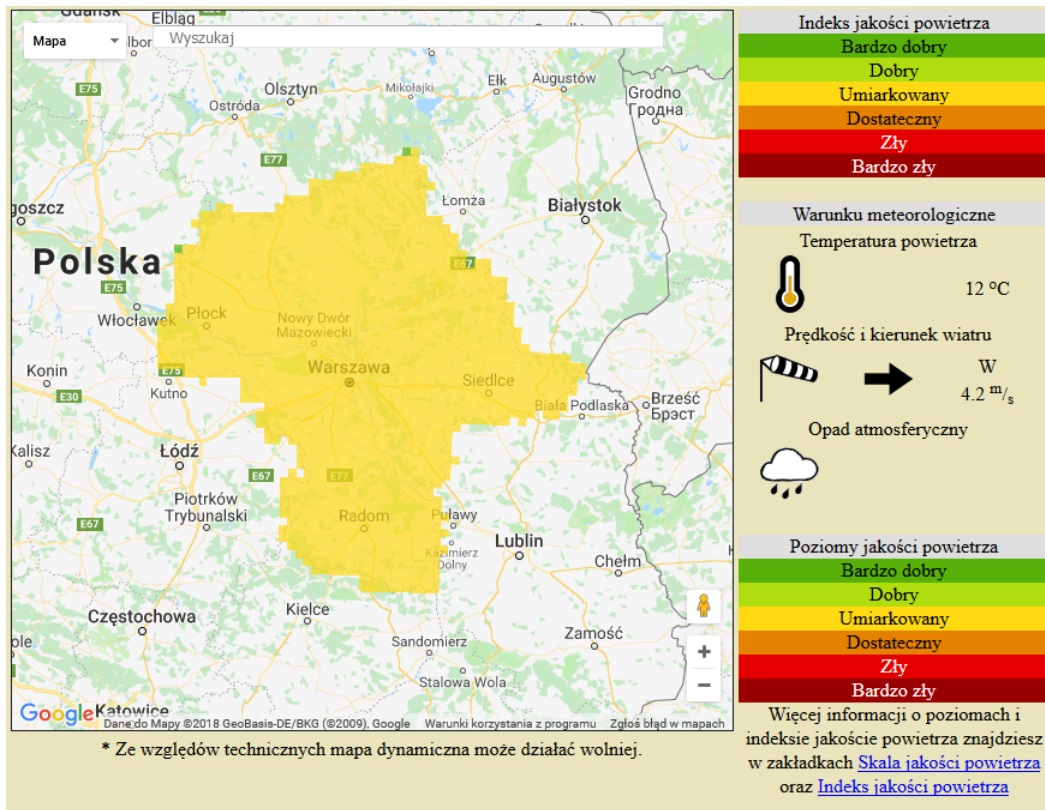 Gdańsk
Elbląg
Mapa
lbor
Wyszukaj
E75
Olsztyn
Mikołajki
Ełk
Augustów
Grodno
Гродна
Ostróda
E77
Łomża
Białystok
goszcz
Polska
E67
E75
Włocławek
Płock
Nowy Dwór
Mazowiecki
Warszawa
Siedlce
Konin
E75
Kutno
E30
Biała Podlaska
Brześć
Брэст
Kalisz
Łódź
E67
E77
Piotrków
Trybunalski
E67
Radom
Puławy
Kazimierz
Dolny
Lublin
Chełm
Częstochowa
Kielce
Zamość
ole
Sandomierz
Stalowa Wola
+
−
Google
Katowice
Dane do Mapy ©2018 GeoBasis-DE/BKG (©2009), Google Warunki korzystania z programu Zgłoś błąd w mapach
* Ze względów technicznych mapa dynamiczna może działać wolniej.
Indeks jakości powietrza
Bardzo dobry
Dobry
Umiarkowany
Dostateczny
Zły
Bardzo zły
Warunku meteorologiczne
Temperatura powietrza
12 °C
Prędkość i kierunek wiatru
W
4.2 m/s
Opad atmosferyczny
Poziomy jakości powietrza
Bardzo dobry
Dobry
Umiarkowany
Dostateczny
Zły
Bardzo zły
Więcej informacji o poziomach i
indeksie jakoście powietrza znajdziesz
w zakładkach Skala jakości powietrza
oraz Indeks jakości powietrza